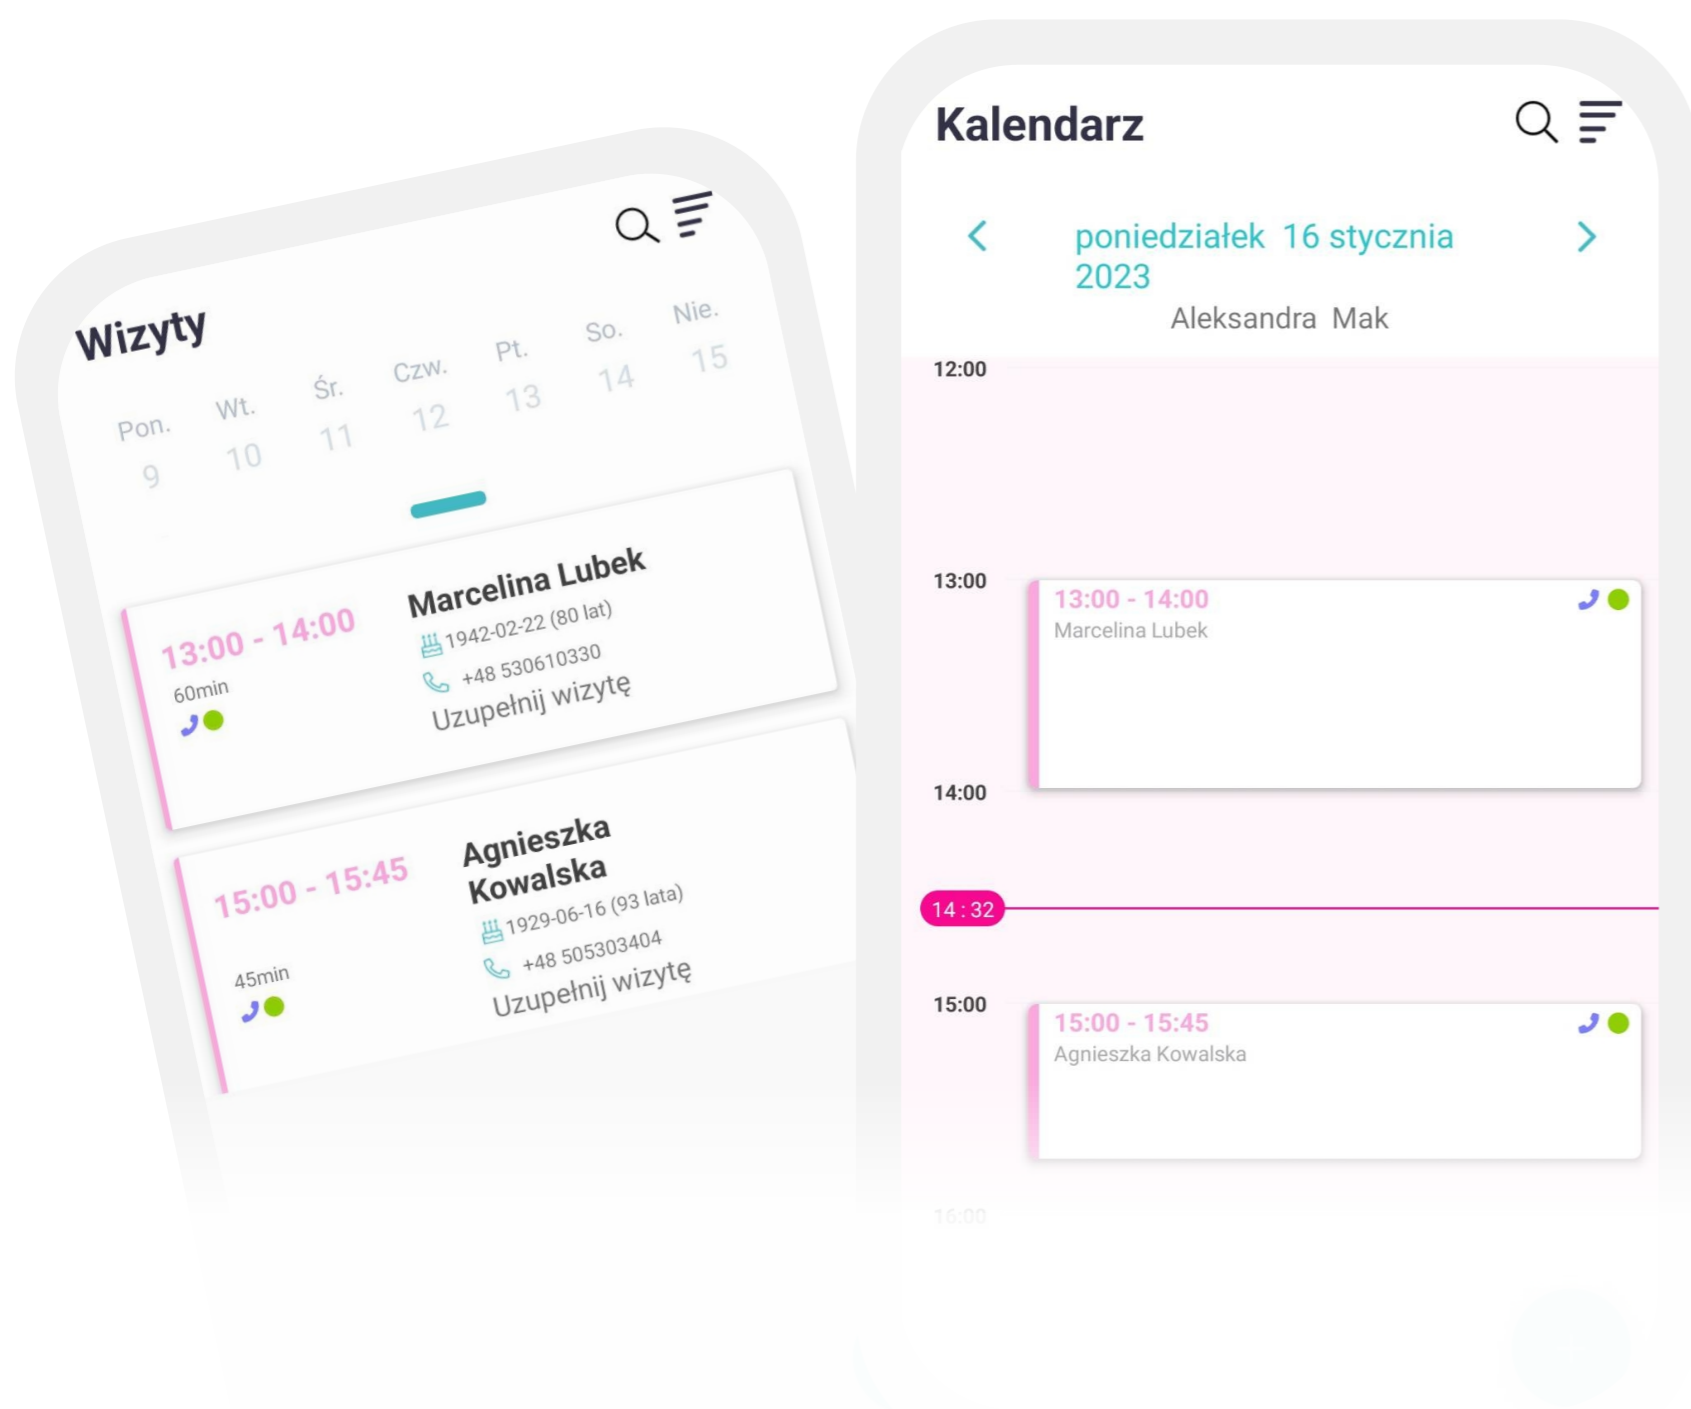 Wizyty
Pon. Wt. Śr. Czw. Pt. So. Nie.
9 10 11 12 13 14 15
13:00 - 14:00
60min
Marcelina Lubek
1942-02-22 (80 lat)
+48 530610330
Uzupełnij wizytę
15:00 - 15:45
45min
Agnieszka
Kowalska
1929-06-16 (93 lata)
+48 505303404
Uzupełnij wizytę
Kalendarz
poniedziałek 16 stycznia
2023
Aleksandra Mak
12:00
13:00
13:00 - 14:00
Marcelina Lubek
14:00
14 : 32
15:00
15:00 - 15:45
Agnieszka Kowalska
16:00